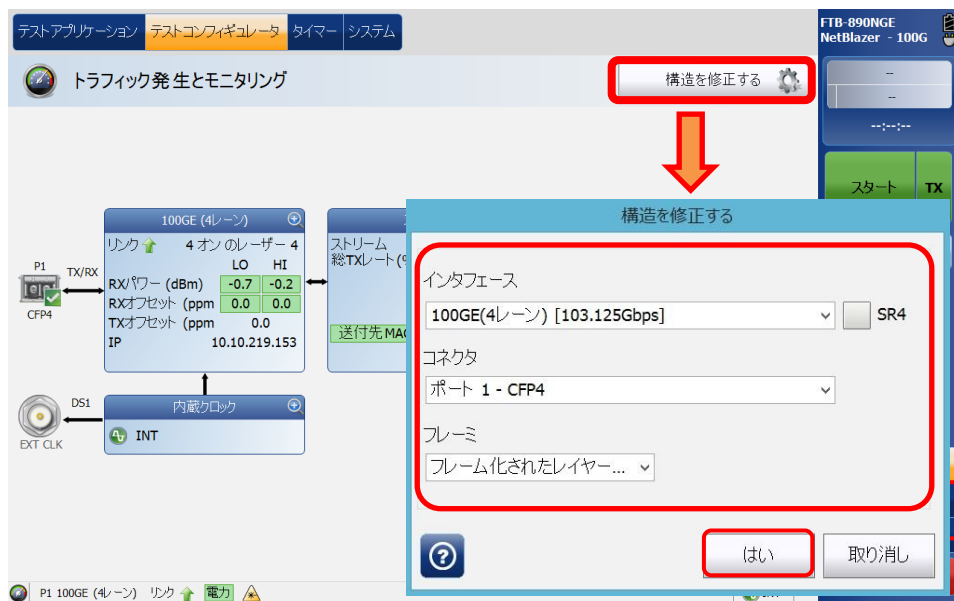 テストアプリケーション テストコンフィギュレータ タイマー システム
FTB-890NGE
NetBlazer - 100G
トラフィック発生とモニタリング
構造を修正する
--
--
--:--:--
スタート TX
構造を修正する
100GE (4レーン)
リンク 4 オン のレーザー 4
LO HI
RXパワー (dBm) -0.7 -0.2
RXオフセット (ppm 0.0 0.0
TXオフセット (ppm 0.0
IP 10.10.219.153
P1
TX/RX
CFP4
ストリーム
総TXレート(
送付先 MA
DS1
EXT CLK
内蔵クロック
INT
インタフェース
100GE(4レーン) [103.125Gbps]
SR4
コネクタ
ポート 1 - CFP4
フレーミ
フレーム化されたレイヤー...
はい
取り消し
P1 100GE (4レーン) リンク 電力